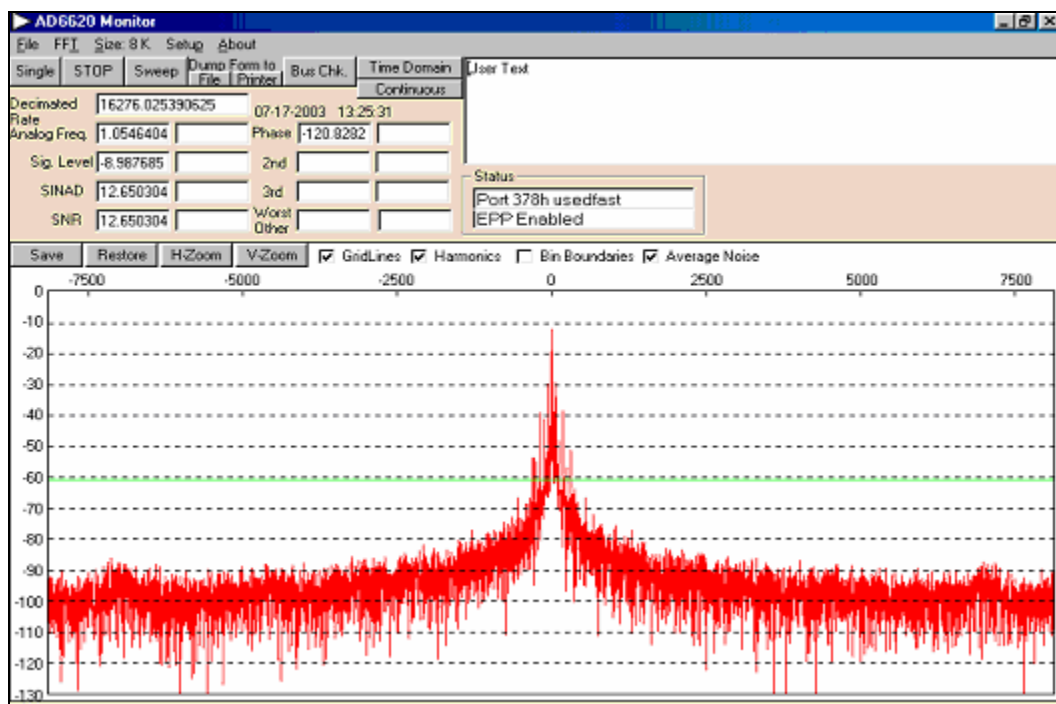 AD6620 Monitor
File FFT Size: 8 K Setup About
Single STOP Sweep Dump Form to File Printer Bus Chk. Time Domain Continuous
User Text
Decimated Rate 16276.025390625 07-17-2003 13:25:31
Analog Freq. 1.0546404 Phase -120.8282
Sig. Level -8.987685 2nd
SINAD 12.650304 3rd
SNR 12.650304 Worst Other
Status
Port 378h usedfast
EPP Enabled
Save Restore H-Zoom V-Zoom GridLines Harmonics Bin Boundaries Average Noise
-7500 -5000 -2500 0 2500 5000 7500
0
-10
-20
-30
-40
-50
-60
-70
-80
-90
-100
-110
-120
-130